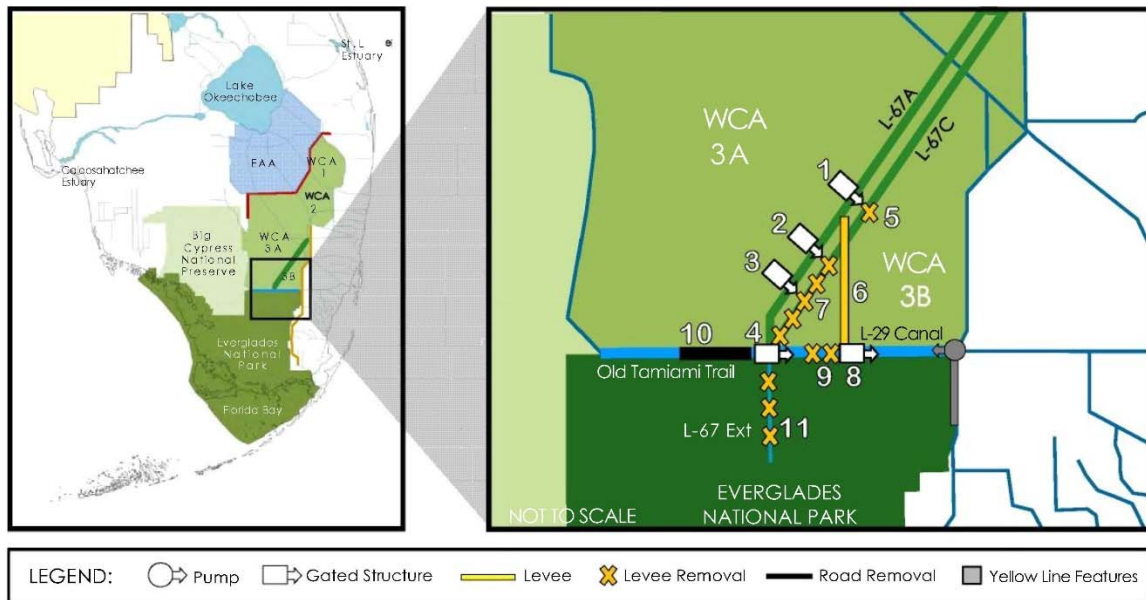 St. L
Estuary
Lake
Okeechobee
EAA
WCA
1
WCA
2
WCA
3A
3B
Estuary
Big
Cypress
National
Preserve
Everglades
National
Park
Florida Bay
WCA
3A
L-67A
L-67C
1
2
3
4
5
6
7
8
9
10
11
WCA
3B
L-29 Canal
Old Tamiami Trail
L-67 Ext
EVERGLADES
NATIONAL PARK
NOT TO SCALE
LEGEND:
Pump
Gated Structure
Levee
Levee Removal
Road Removal
Yellow Line Features